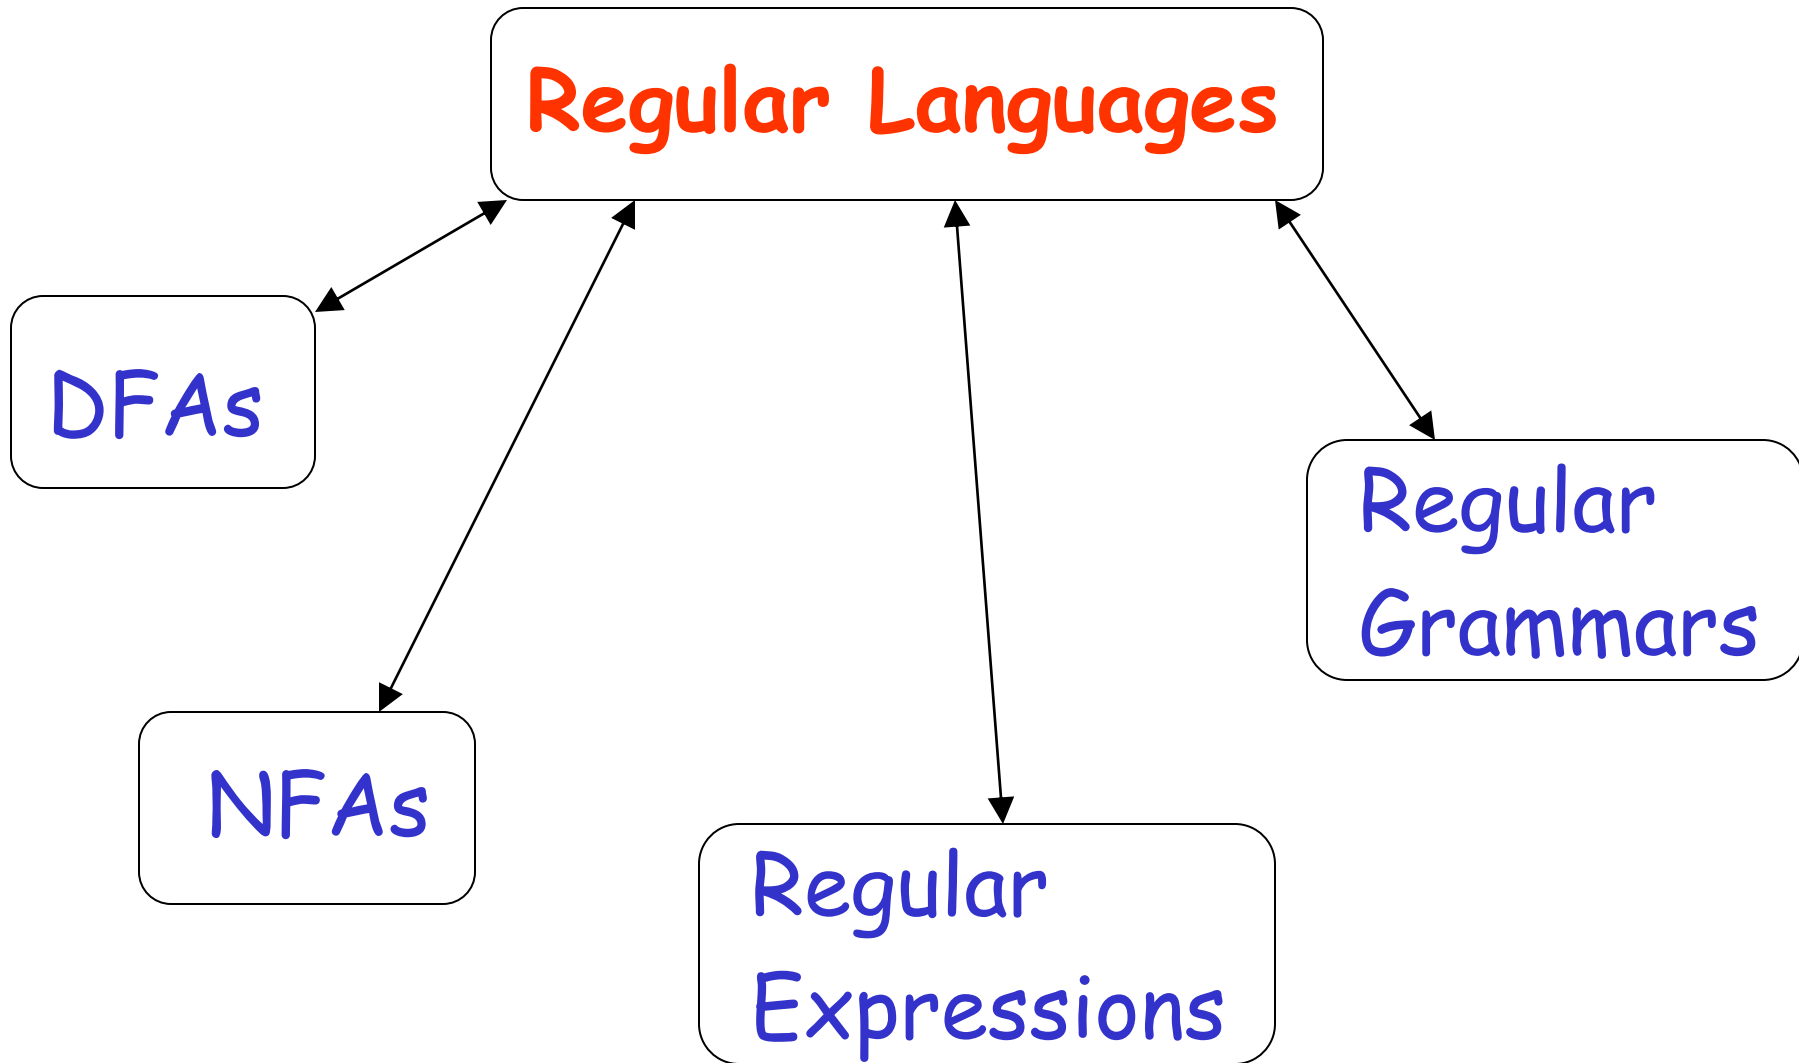 Regular Languages
DFAs
Regular
Grammars
NFAs
Regular
Expressions